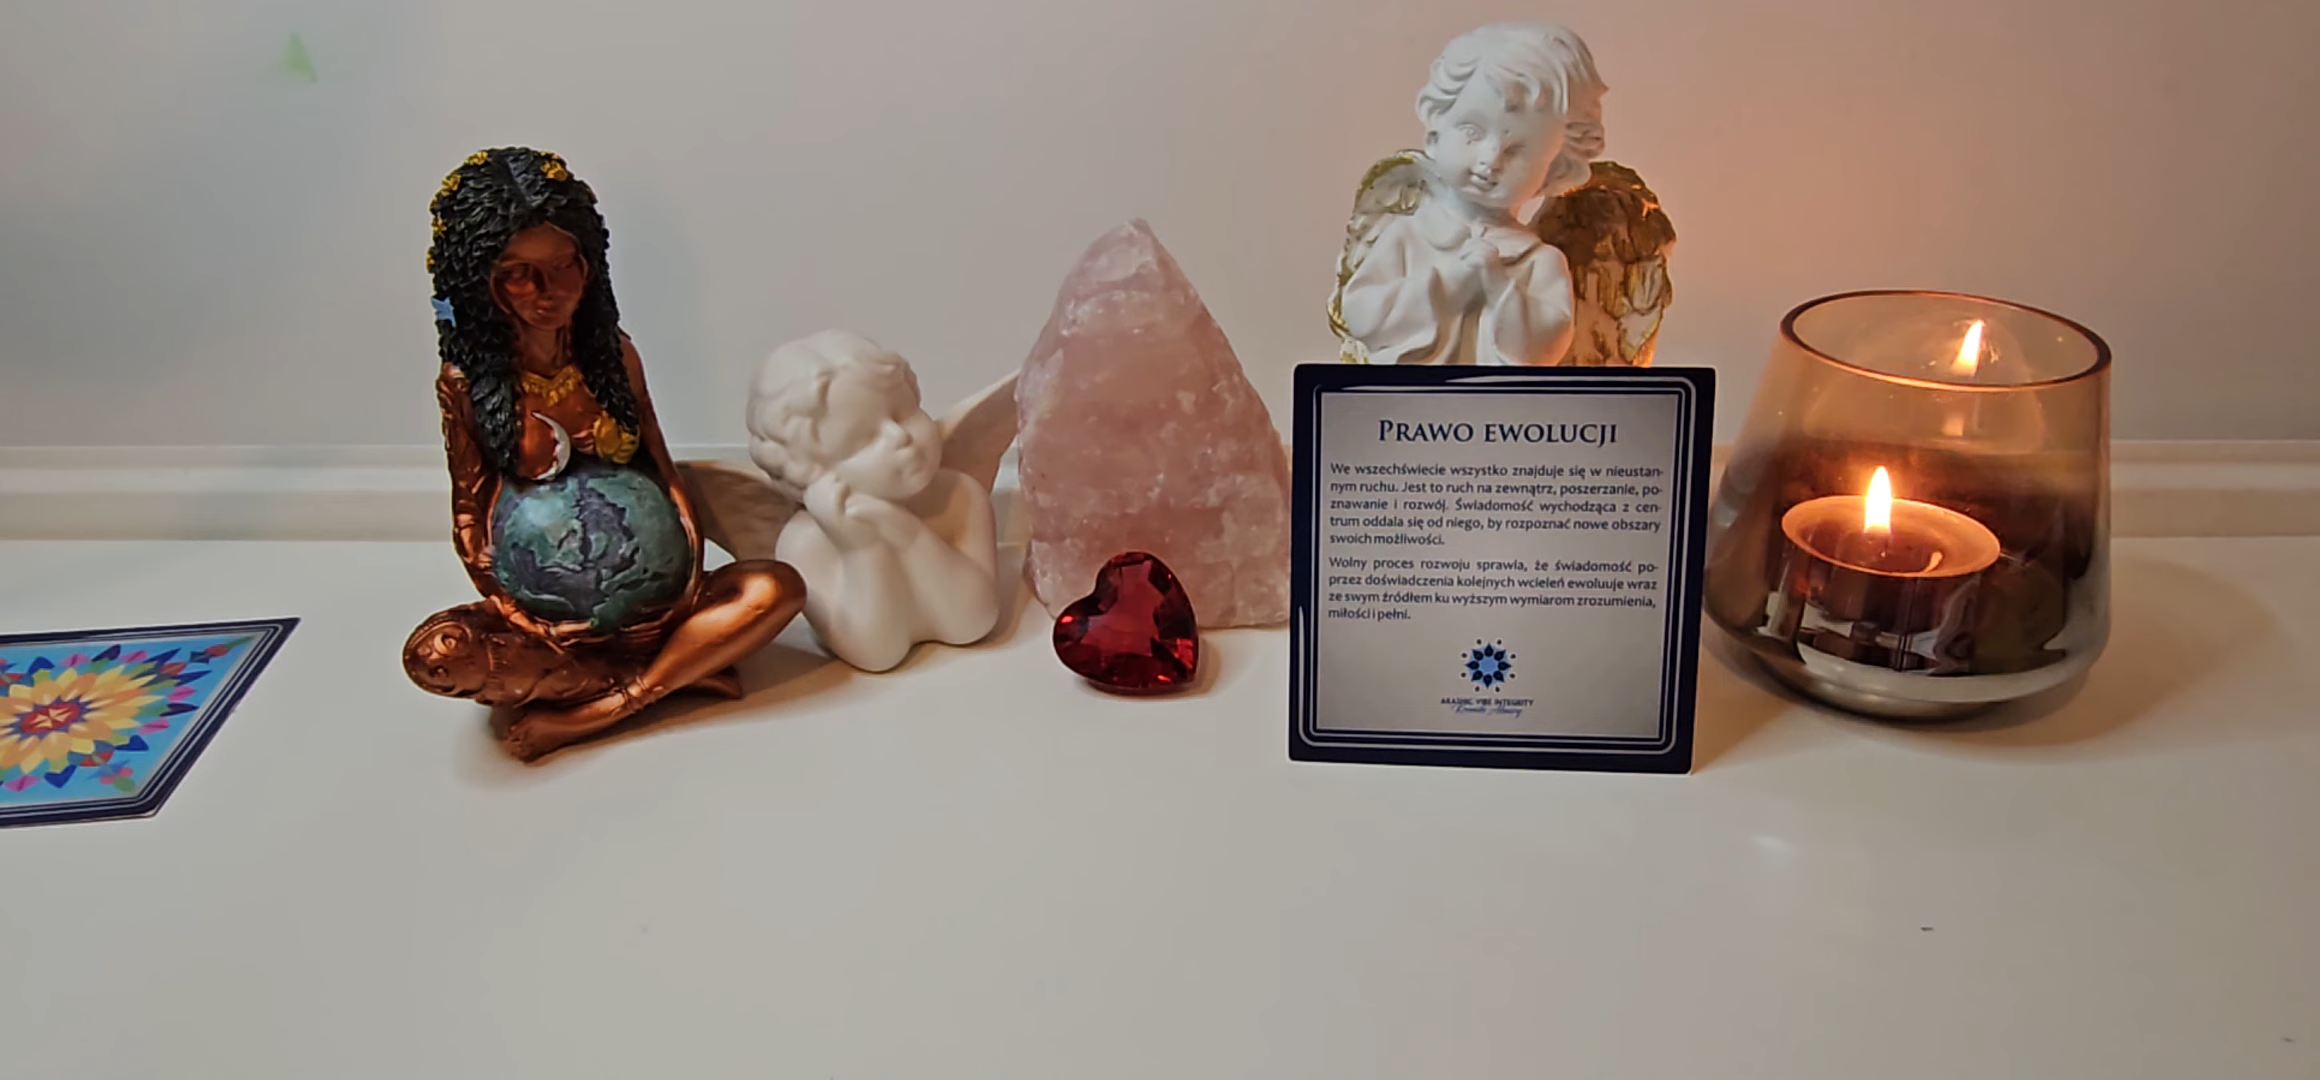 PRAWO EWOLUCJI
We wszechświecie wszystko znajduje się w nieustan-
nym ruchu. Jest to ruch na zewnątrz, poszerzanie, po-
znawanie i rozwój. Świadomość wychodząca z cen-
trum oddala się od niego, by rozpoznać nowe obszary
swoich możliwości.
Wolny proces rozwoju sprawia, że świadomość po-
przez doświadczenia kolejnych wcieleń ewoluuje wraz
ze swym źródłem ku wyższym wymiarom zrozumienia,
miłości i pełni.
AKASHIC VIBE INTEGRITY